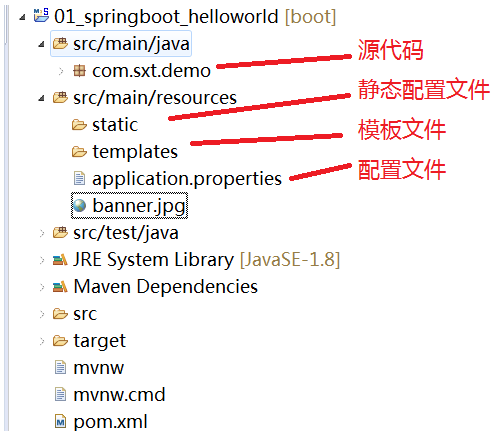 01_springboot_helloworld [boot]
src/main/java
源代码
com.sxt.demo
静态配置文件
src/main/resources
static
模板文件
templates
配置文件
application.properties
banner.jpg
src/test/java
JRE System Library [JavaSE-1.8]
Maven Dependencies
src
target
mvnw
mvnw.cmd
pom.xml